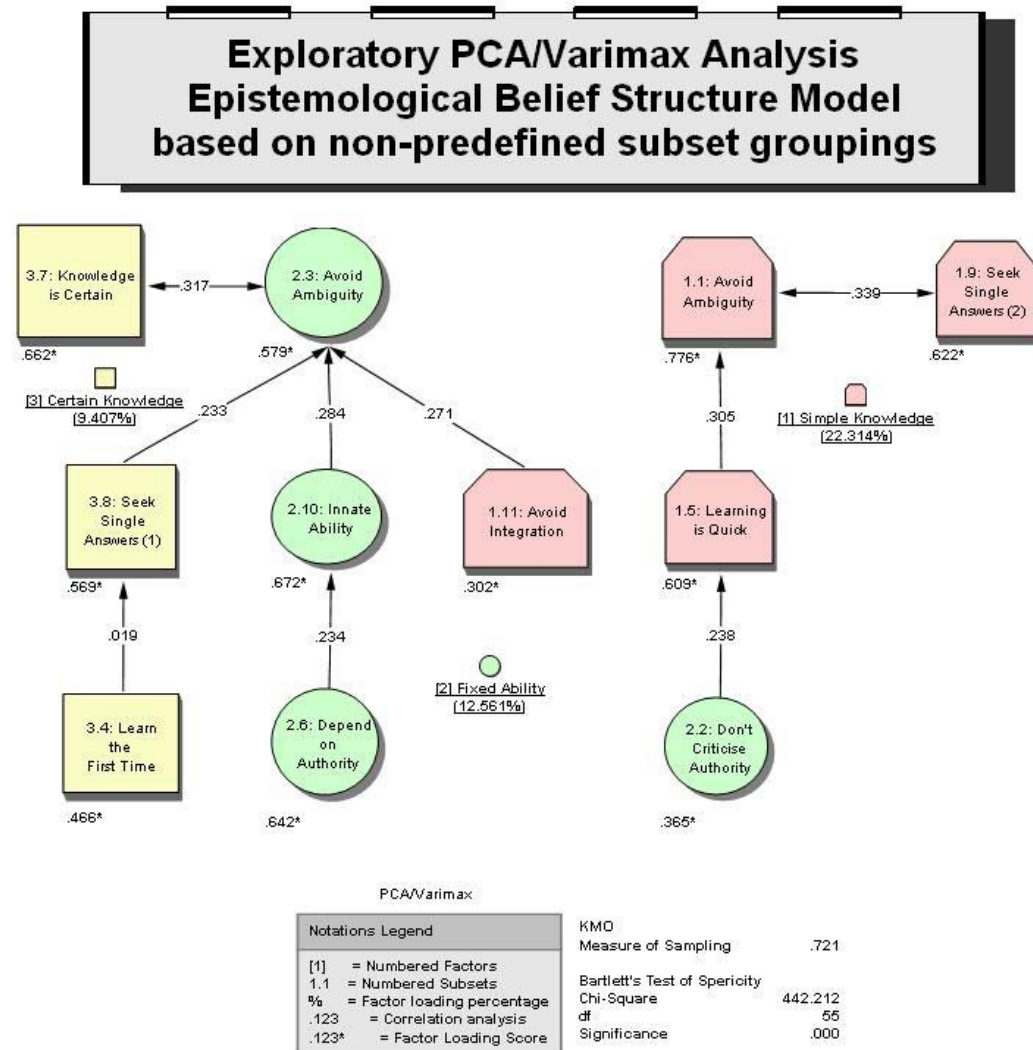 Exploratory PCA/Varimax Analysis
Epistemological Belief Structure Model
based on non-predefined subset groupings
3.7: Knowledge
is Certain
.662*
.317
2.3: Avoid
Ambiguity
.579*
1.1: Avoid
Ambiguity
.776*
.339
1.9: Seek
Single
Answers (2)
.622*
[3] Certain Knowledge
(9.407%)
.233
.284
.271
.305
[1] Simple Knowledge
(22.314%)
3.8: Seek
Single
Answers (1)
.569*
2.10: Innate
Ability
.672*
1.11: Avoid
Integration
.302*
1.5: Learning
is Quick
.609*
.019
.234
.238
[2] Fixed Ability
(12.561%)
3.4: Learn
the
First Time
.466*
2.6: Depend
on
Authority
.642*
2.2: Don't
Criticise
Authority
.365*
PCA/Varimax
Notations Legend
[1] = Numbered Factors
1.1 = Numbered Subsets
% = Factor loading percentage
.123 = Correlation analysis
.123* = Factor Loading Score
KMO
Measure of Sampling .721
Bartlett's Test of Spericity
Chi-Square 442.212
df 55
Significance .000